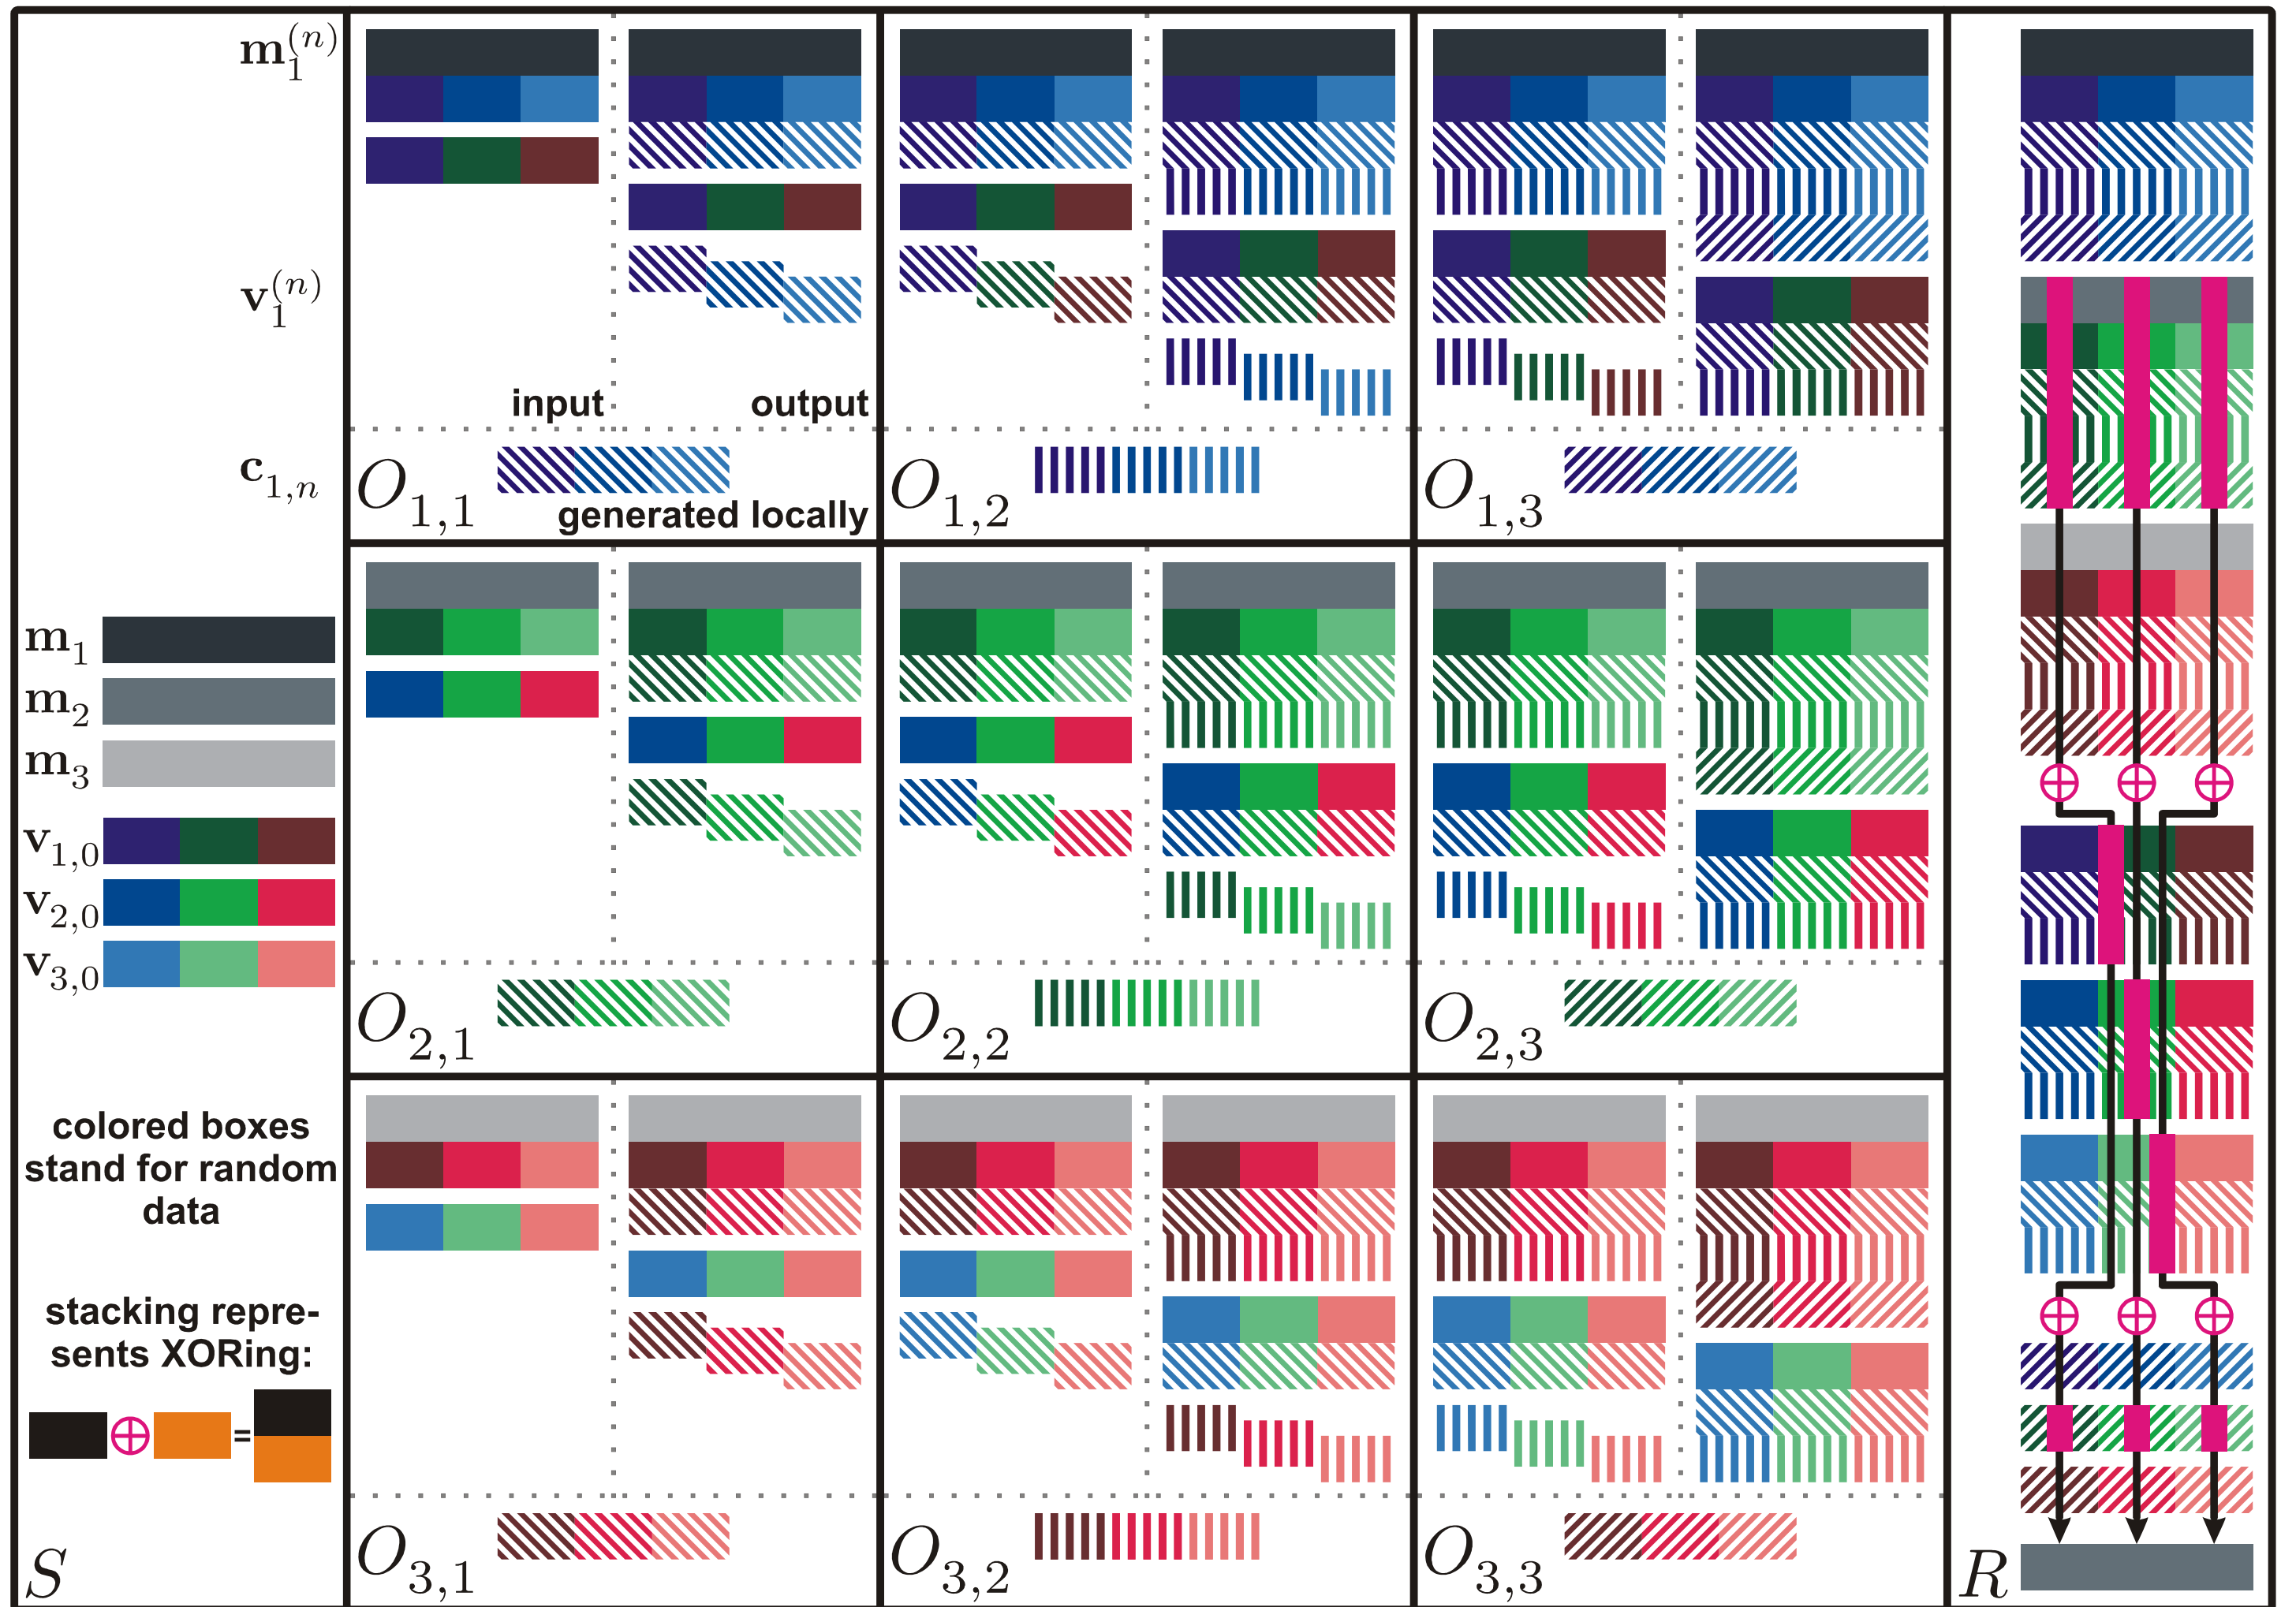 m₁⁽ⁿ⁾
v₁⁽ⁿ⁾
input
output
c₁,ₙ
O₁,₁
generated locally
O₁,₂
O₁,₃
m₁
m₂
m₃
v₁,₀
v₂,₀
v₃,₀
O₂,₁
O₂,₂
O₂,₃
colored boxes
stand for random
data
stacking repre-
sents XORing:
⊕ =
S
O₃,₁
O₃,₂
O₃,₃
R